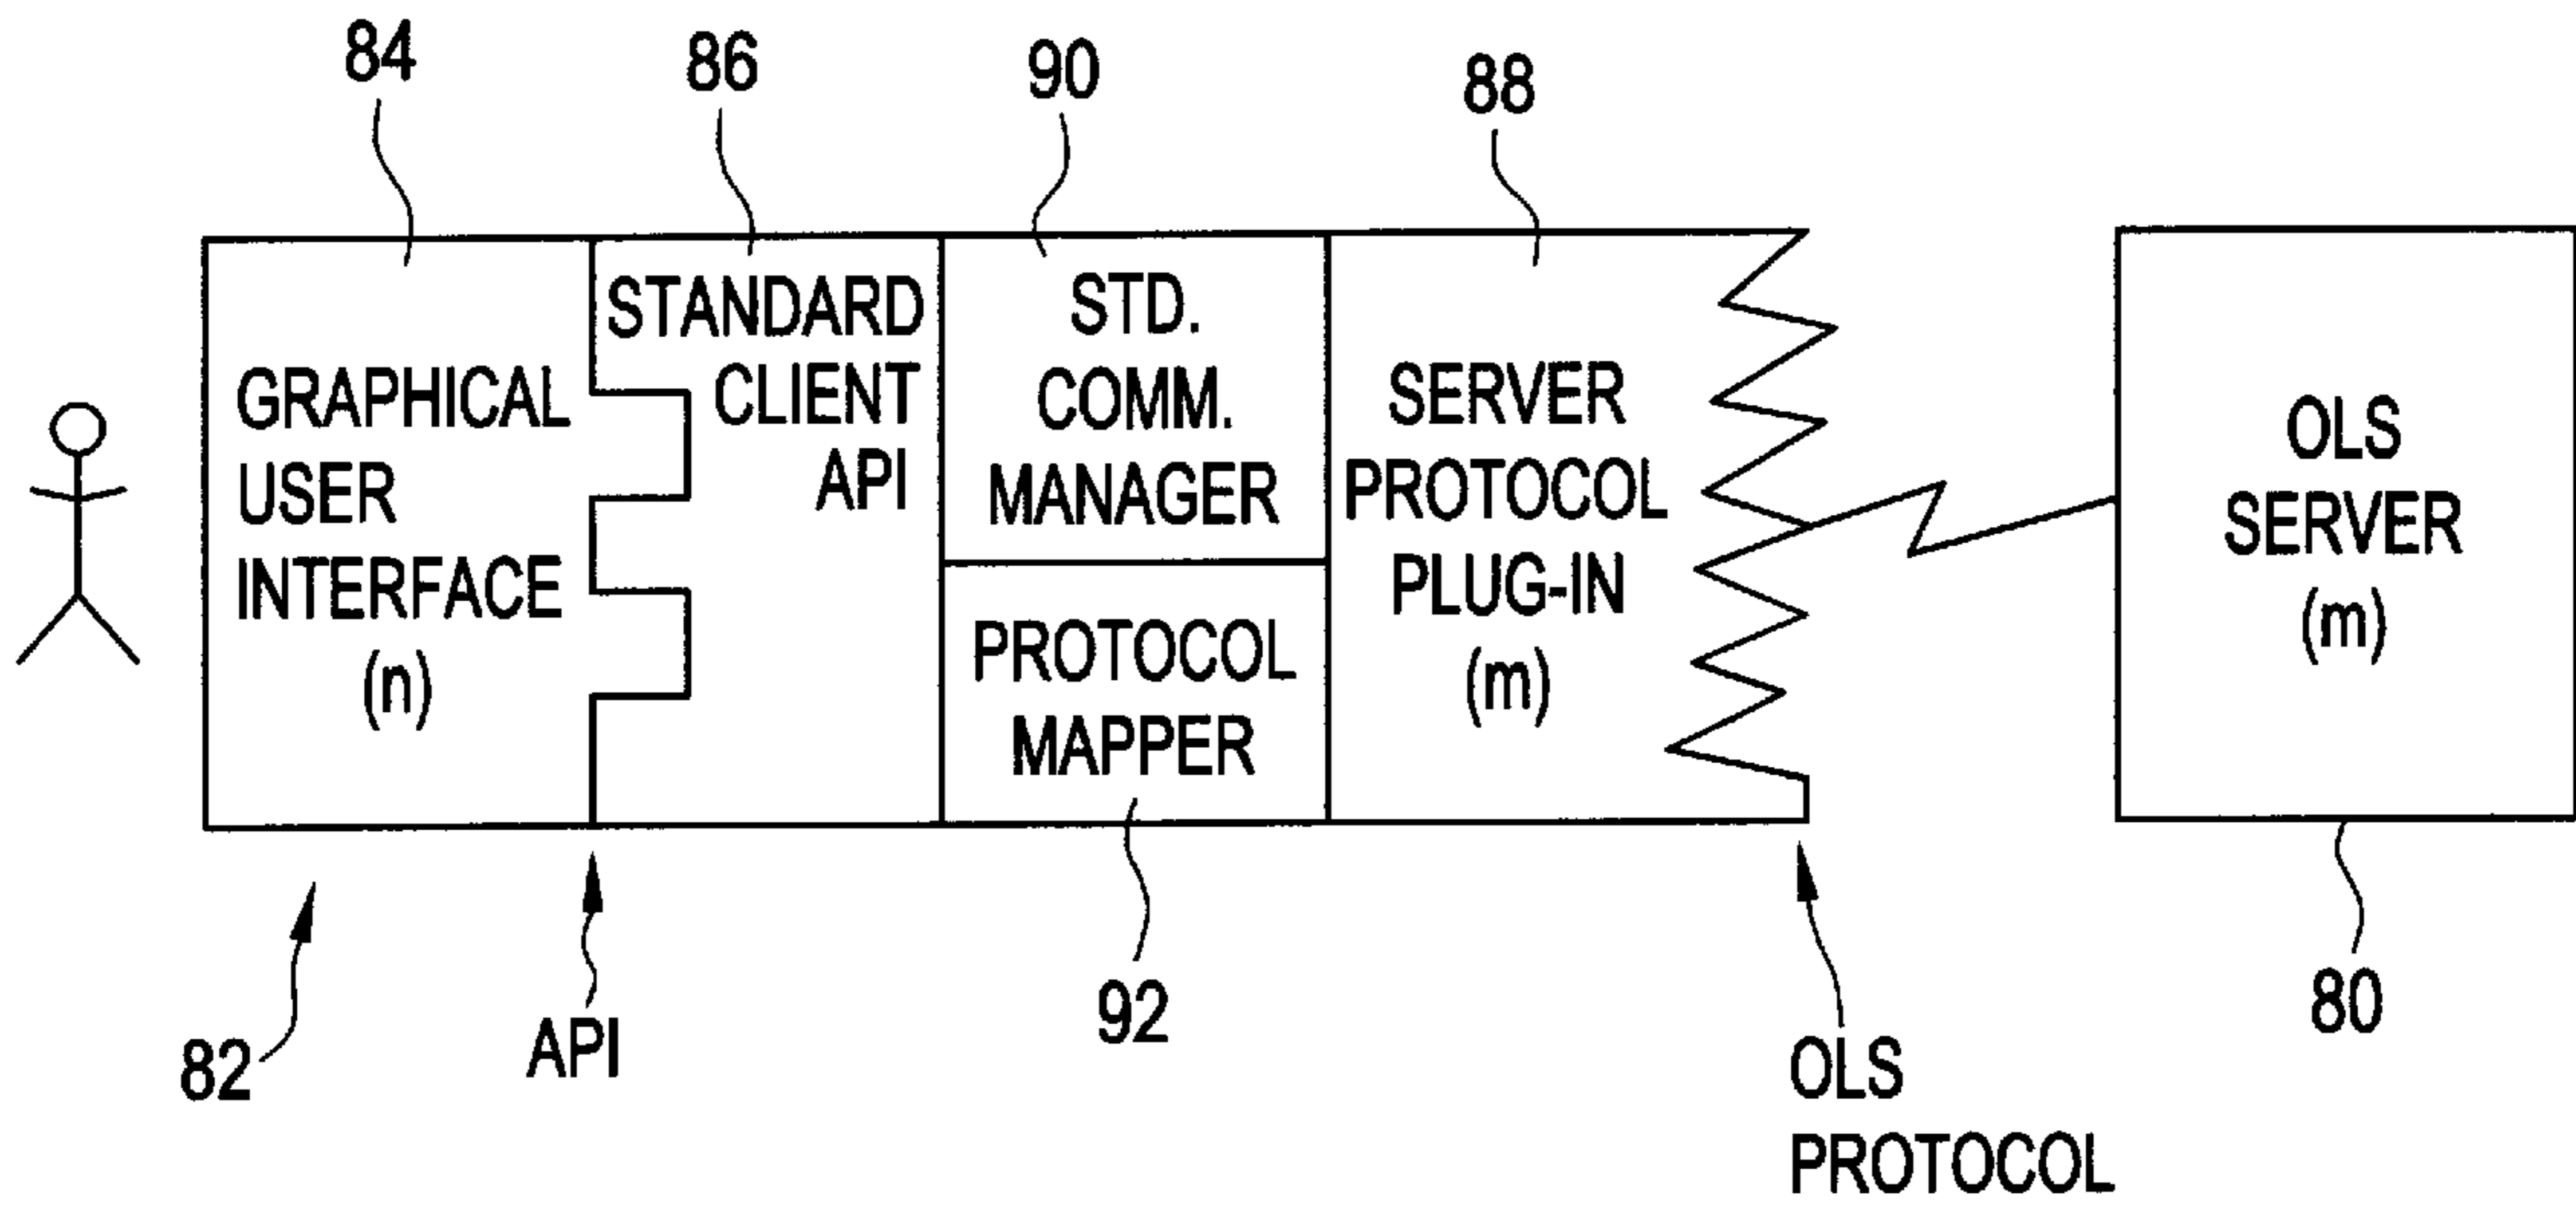 84
86
90
88
GRAPHICAL
USER
INTERFACE
(n)
STANDARD
CLIENT
API
STD.
COMM.
MANAGER
PROTOCOL
MAPPER
SERVER
PROTOCOL
PLUG-IN
(m)
OLS
SERVER
(m)
82
API
92
OLS
PROTOCOL
80